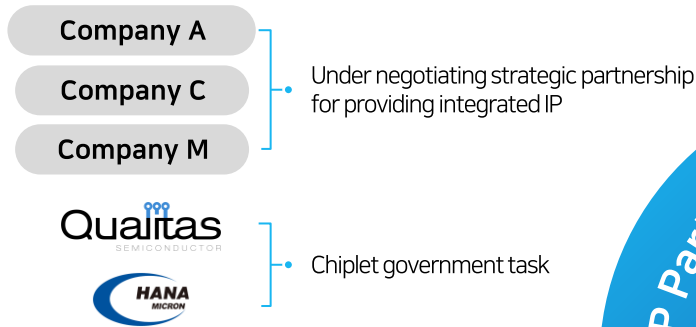 Company A
Company C
Company M
Under negotiating strategic partnership
for providing integrated IP
Qualitas
SEMICONDUCTOR
HANA
MICRON
Chiplet government task